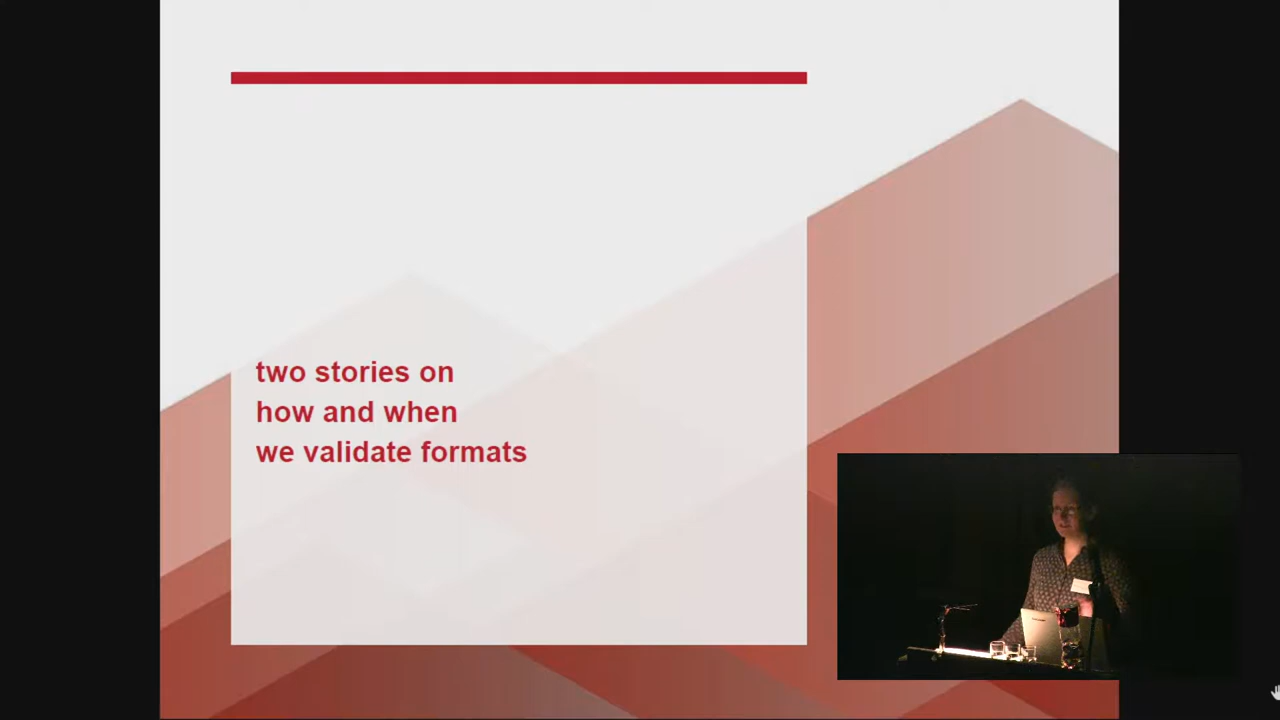 two stories on
how and when
we validate formats